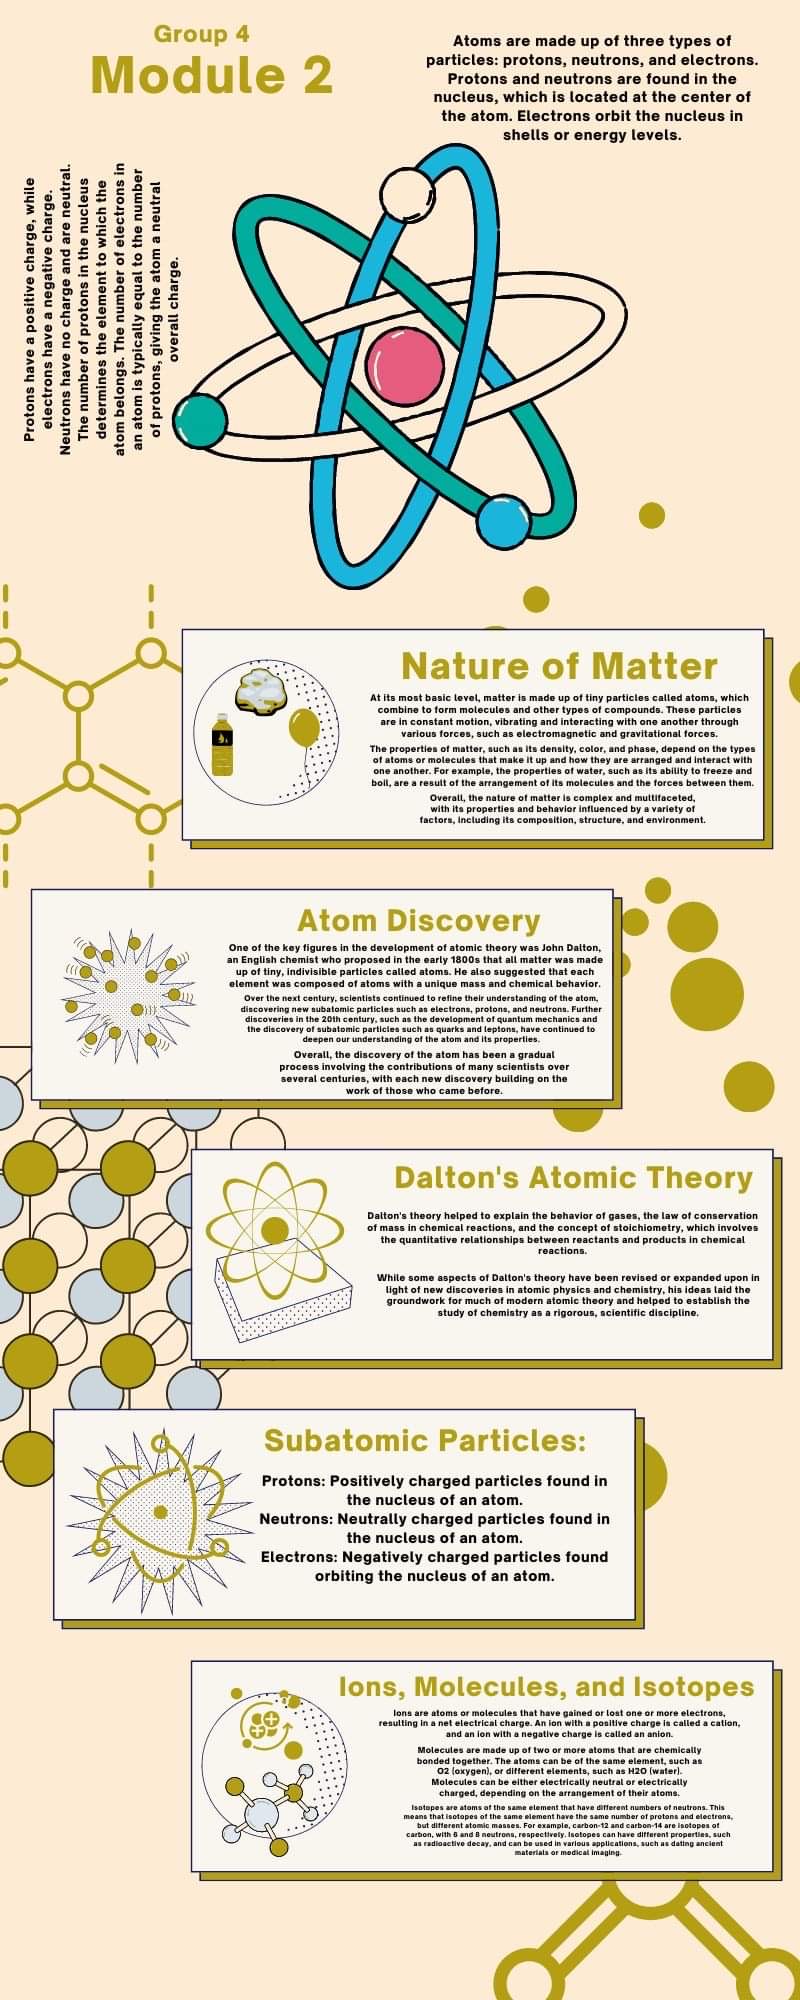 Group 4
Module 2
Atoms are made up of three types of
particles: protons, neutrons, and electrons.
Protons and neutrons are found in the
nucleus, which is located at the center of
the atom. Electrons orbit the nucleus in
shells or energy levels.
Protons have a positive charge, while
electrons have a negative charge.
Neutrons have no charge and are neutral.
The number of protons in the nucleus
determines the element to which the
atom belongs. The number of electrons in
an atom is typically equal to the number
of protons, giving the atom a neutral
overall charge.
Nature of Matter
At its most basic level, matter is made up of tiny particles called atoms, which
combine to form molecules and other types of compounds. These particles
are in constant motion, vibrating and interacting with one another through
various forces, such as electromagnetic and gravitational forces.
The properties of matter, such as its density, color, and phase, depend on the types
of atoms or molecules that make it up and how they are arranged and interact with
one another. For example, the properties of water, such as its ability to freeze and
boil, are a result of the arrangement of its molecules and the forces between them.
Overall, the nature of matter is complex and multifaceted,
with its properties and behavior influenced by a variety of
factors, including its composition, structure, and environment.
Atom Discovery
One of the key figures in the development of atomic theory was John Dalton,
an English chemist who proposed in the early 1800s that all matter was made
up of tiny, indivisible particles called atoms. He also suggested that each
element was composed of atoms with a unique mass and chemical behavior.
Over the next century, scientists continued to refine their understanding of the atom,
discovering new subatomic particles such as electrons, protons, and neutrons. Further
discoveries in the 20th century, such as the development of quantum mechanics and
the discovery of subatomic particles such as quarks and leptons, have continued to
deepen our understanding of the atom and its properties.
Overall, the discovery of the atom has been a gradual
process involving the contributions of many scientists over
several centuries, with each new discovery building on the
work of those who came before.
Dalton's Atomic Theory
Dalton's theory helped to explain the behavior of gases, the law of conservation
of mass in chemical reactions, and the concept of stoichiometry, which involves
the quantitative relationships between reactants and products in chemical
reactions.
While some aspects of Dalton's theory have been revised or expanded upon in
light of new discoveries in atomic physics and chemistry, his ideas laid the
groundwork for much of modern atomic theory and helped to establish the
study of chemistry as a rigorous, scientific discipline.
Subatomic Particles:
Protons: Positively charged particles found in
the nucleus of an atom.
Neutrons: Neutrally charged particles found in
the nucleus of an atom.
Electrons: Negatively charged particles found
orbiting the nucleus of an atom.
Ions, Molecules, and Isotopes
Ions are atoms or molecules that have gained or lost one or more electrons,
resulting in a net electrical charge. An ion with a positive charge is called a cation,
and an ion with a negative charge is called an anion.
Molecules are made up of two or more atoms that are chemically
bonded together. The atoms can be of the same element, such as
O2 (oxygen), or different elements, such as H2O (water).
Molecules can be either electrically neutral or electrically
charged, depending on the arrangement of their atoms.
Isotopes are atoms of the same element that have different numbers of neutrons. This
means that isotopes of the same element have the same number of protons and electrons,
but different atomic masses. For example, carbon-12 and carbon-14 are isotopes of
carbon, with 6 and 8 neutrons, respectively. Isotopes can have different properties, such
as radioactive decay, and can be used in various applications, such as dating ancient
materials or medical imaging.